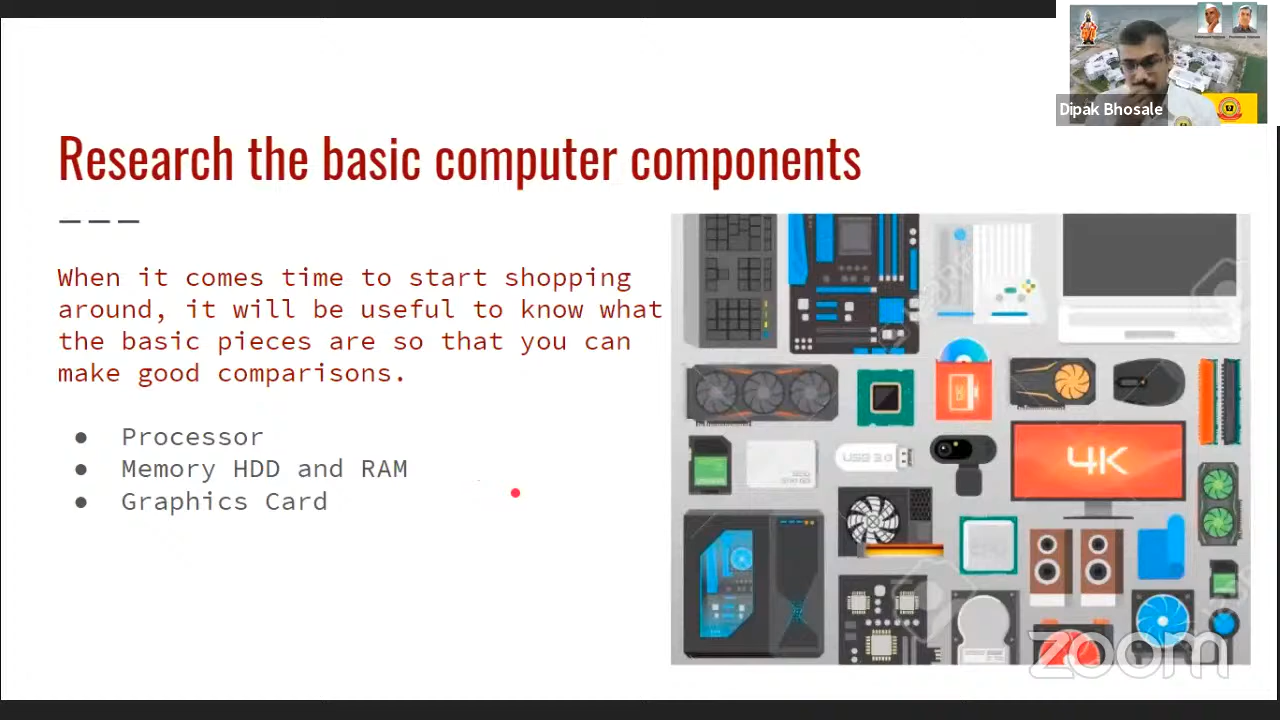 Dipak Bhosale
Research the basic computer components
When it comes time to start shopping
around, it will be useful to know what
the basic pieces are so that you can
make good comparisons.
● Processor
● Memory HDD and RAM
● Graphics Card
USB 3.0
4K
zoom